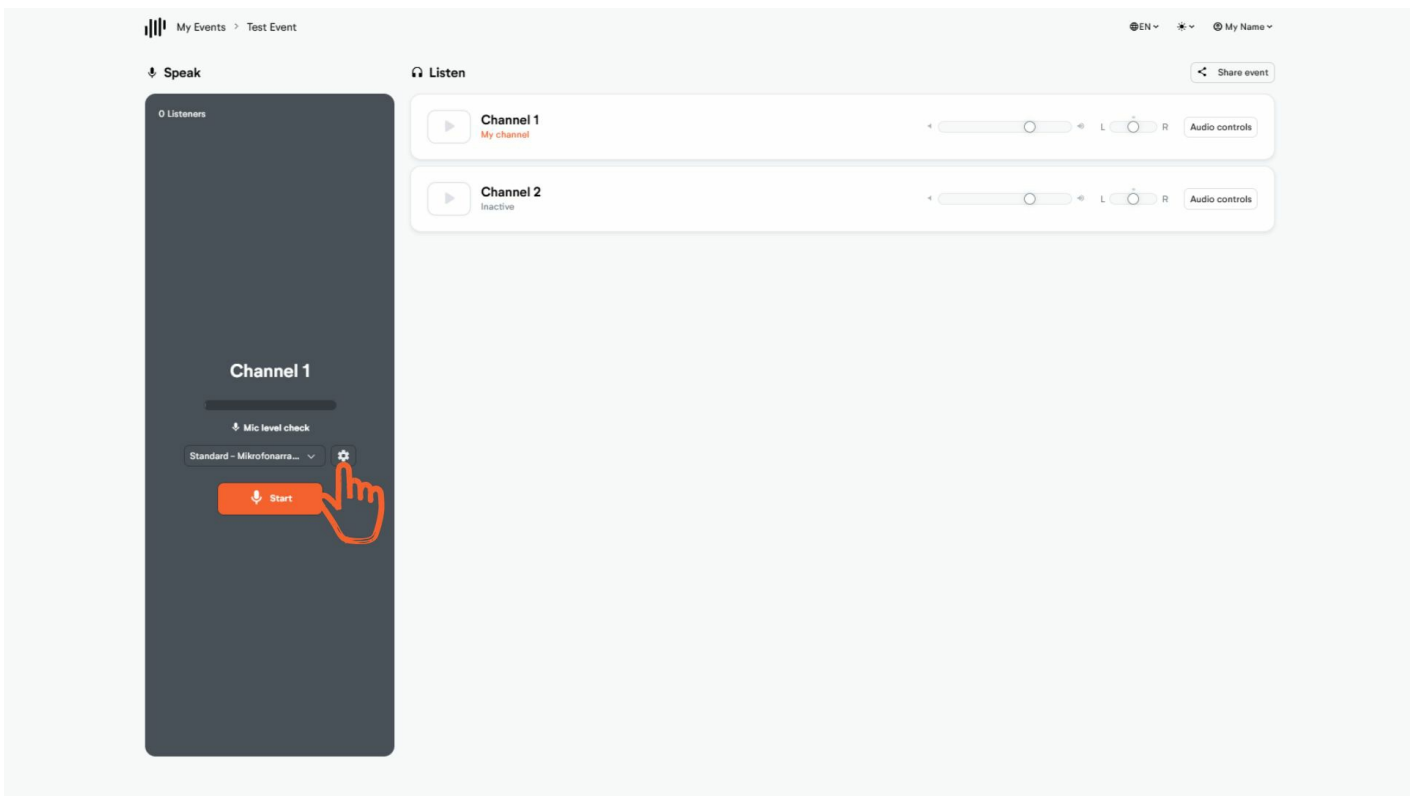 My Events > Test Event
EN
My Name
Speak
Listen
Share event
0 Listeners
Channel 1
My channel
L R
Audio controls
Channel 2
Inactive
L R
Audio controls
Channel 1
Mic level check
Standard – Mikrofonarra...
Start